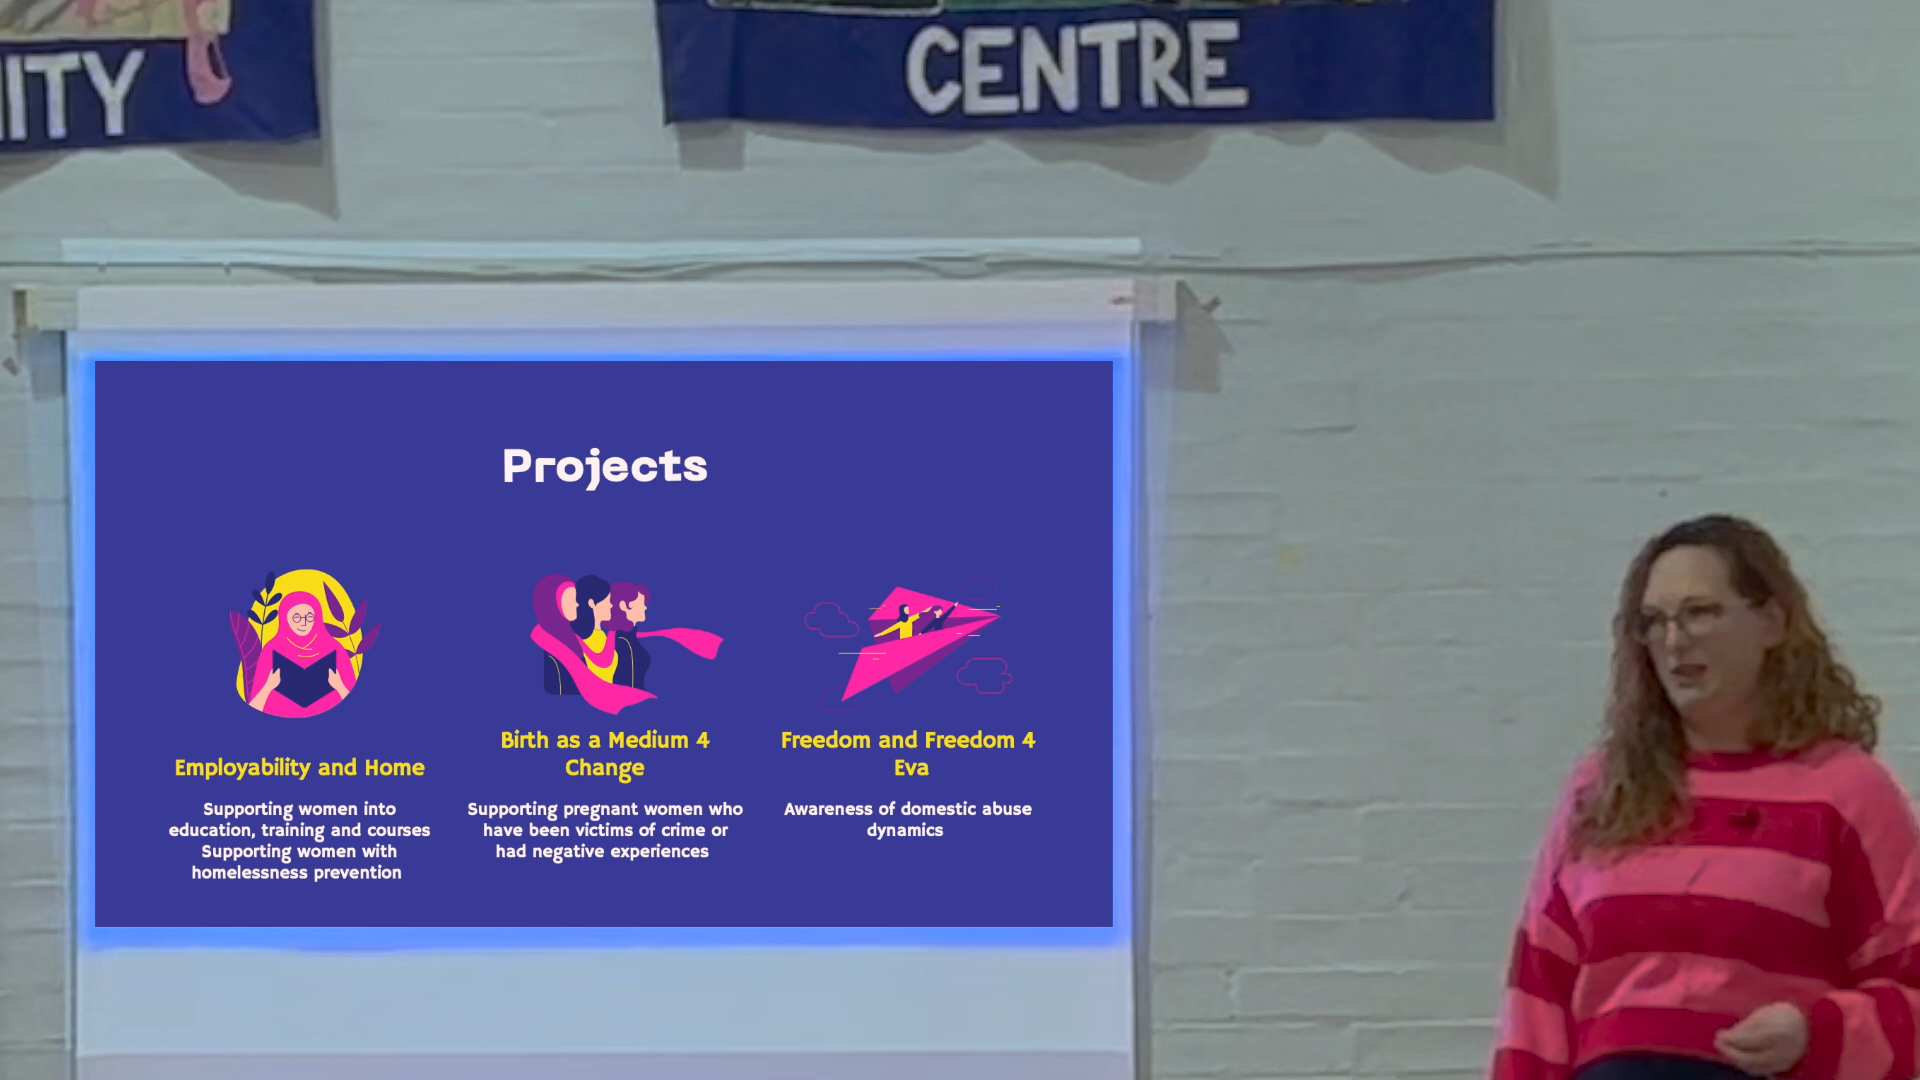 ITY
CENTRE
Projects
Employability and Home
Supporting women into
education, training and courses
Supporting women with
homelessness prevention
Birth as a Medium 4
Change
Supporting pregnant women who
have been victims of crime or
had negative experiences
Freedom and Freedom 4
Eva
Awareness of domestic abuse
dynamics